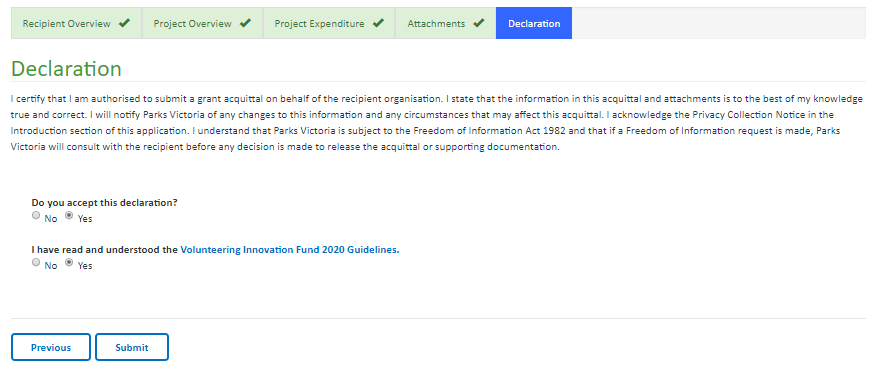 Recipient Overview Project Overview Project Expenditure Attachments Declaration
Declaration
I certify that I am authorised to submit a grant acquittal on behalf of the recipient organisation. I state that the information in this acquittal and attachments is to the best of my knowledge
true and correct. I will notify Parks Victoria of any changes to this information and any circumstances that may affect this acquittal. I acknowledge the Privacy Collection Notice in the
Introduction section of this application. I understand that Parks Victoria is subject to the Freedom of Information Act 1982 and that if a Freedom of Information request is made, Parks
Victoria will consult with the recipient before any decision is made to release the acquittal or supporting documentation.
Do you accept this declaration?
No Yes
I have read and understood the Volunteering Innovation Fund 2020 Guidelines.
No Yes
Previous Submit